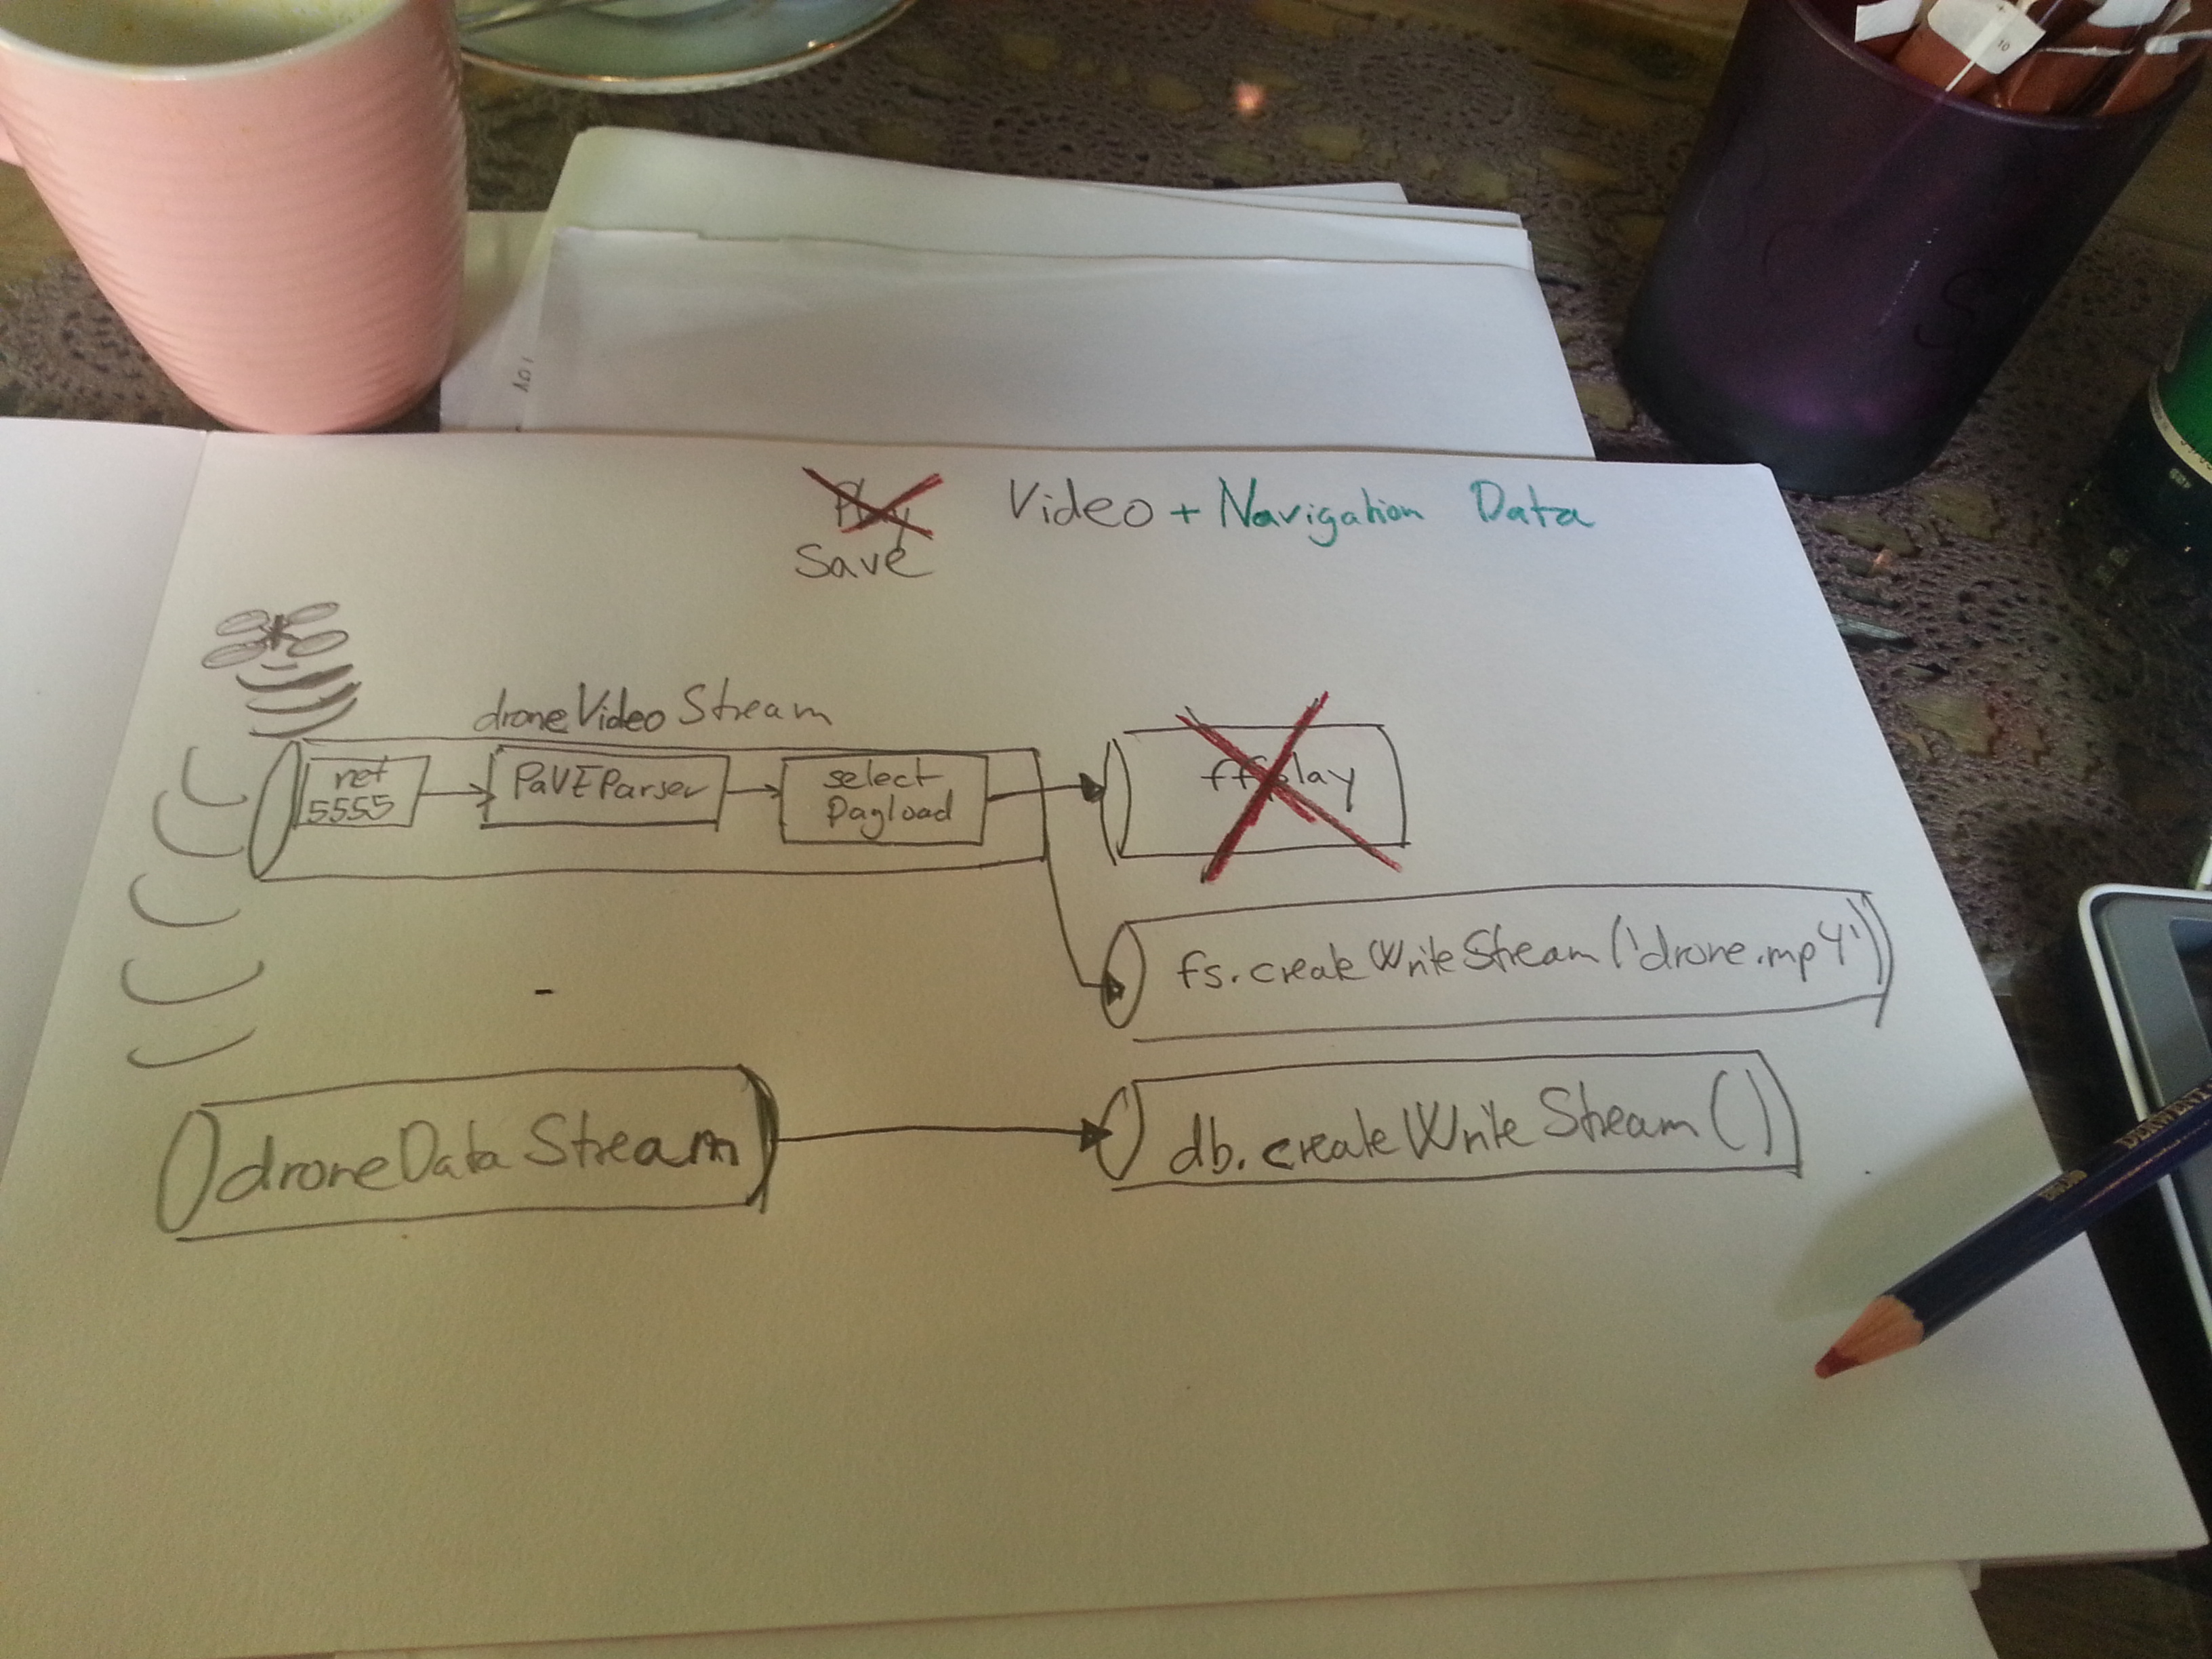 Play Video + Navigation Data
Save
droneVideoStream
net
5555
PaVEParser
select
Payload
ffplay
fs.createWriteStream('drone.mp4')
droneDataStream
db.createWriteStream()
DERWENT
10